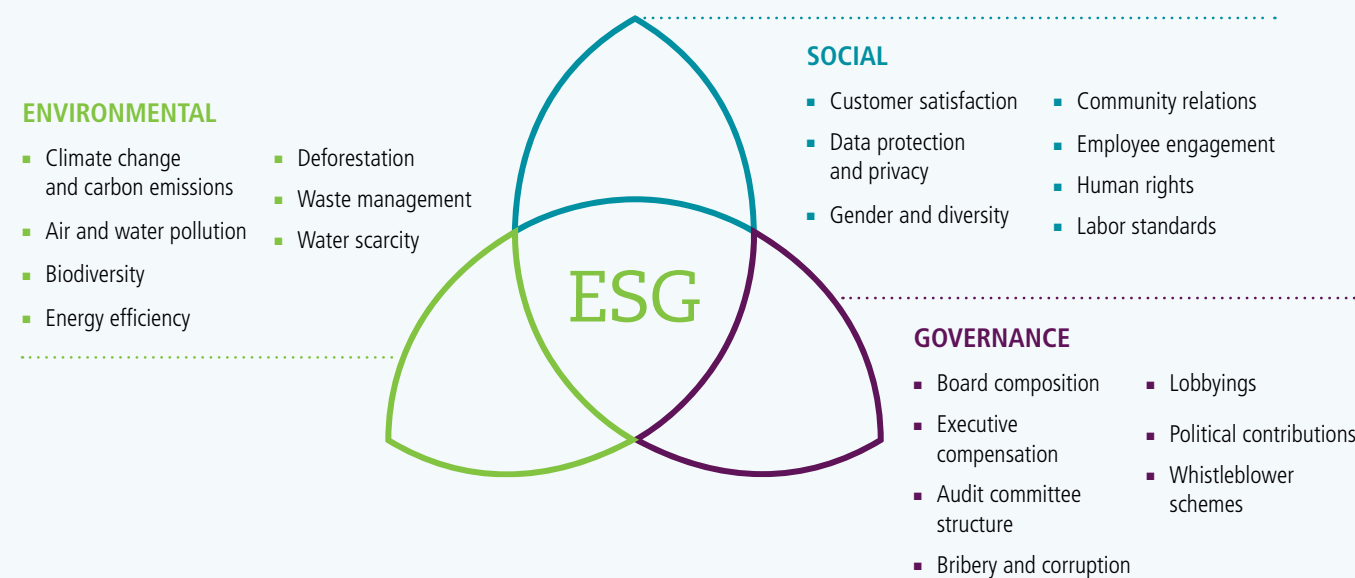 ENVIRONMENTAL
Climate change
and carbon emissions
Air and water pollution
Biodiversity
Energy efficiency
Deforestation
Waste management
Water scarcity
ESG
SOCIAL
Customer satisfaction
Data protection
and privacy
Gender and diversity
Community relations
Employee engagement
Human rights
Labor standards
GOVERNANCE
Board composition
Executive
compensation
Audit committee
structure
Bribery and corruption
Lobbyings
Political contributions
Whistleblower
schemes